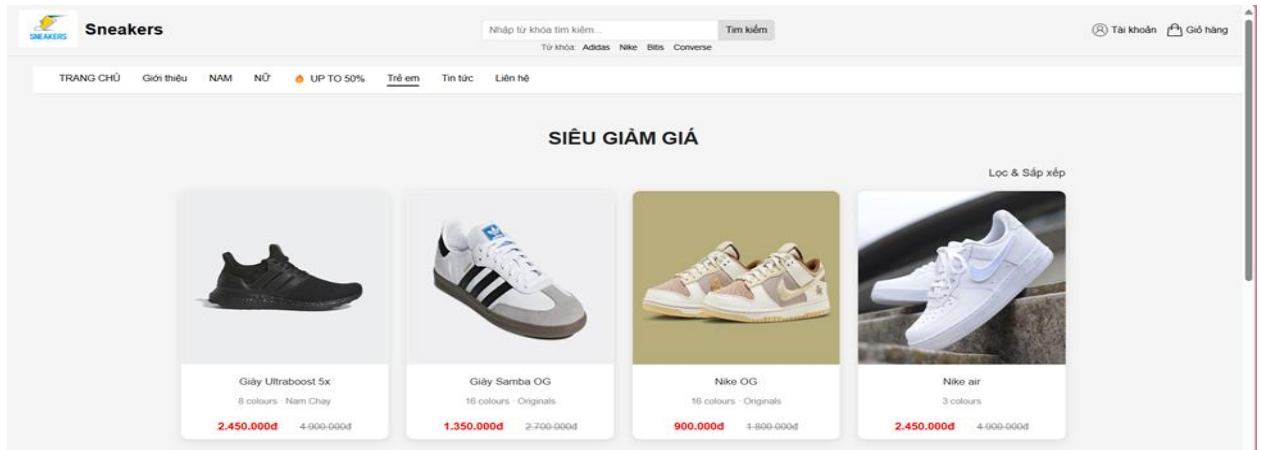 SNEAKERS
Sneakers
Nhập từ khóa tìm kiếm...
Tìm kiếm
Từ khóa: Adidas Nike Bitis Converse
Tài khoản
Giỏ hàng
TRANG CHỦ Giới thiệu NAM NỮ 🔥 UP TO 50% Trẻ em Tin tức Liên hệ
SIÊU GIẢM GIÁ
Lọc & Sắp xếp
Giày Ultraboost 5x
8 colours · Nam Chạy
2.450.000đ 4.900.000đ
Giày Samba OG
16 colours · Originals
1.350.000đ 2.700.000đ
Nike OG
16 colours · Originals
900.000đ 1.800.000đ
Nike air
3 colours
2.450.000đ 4.900.000đ